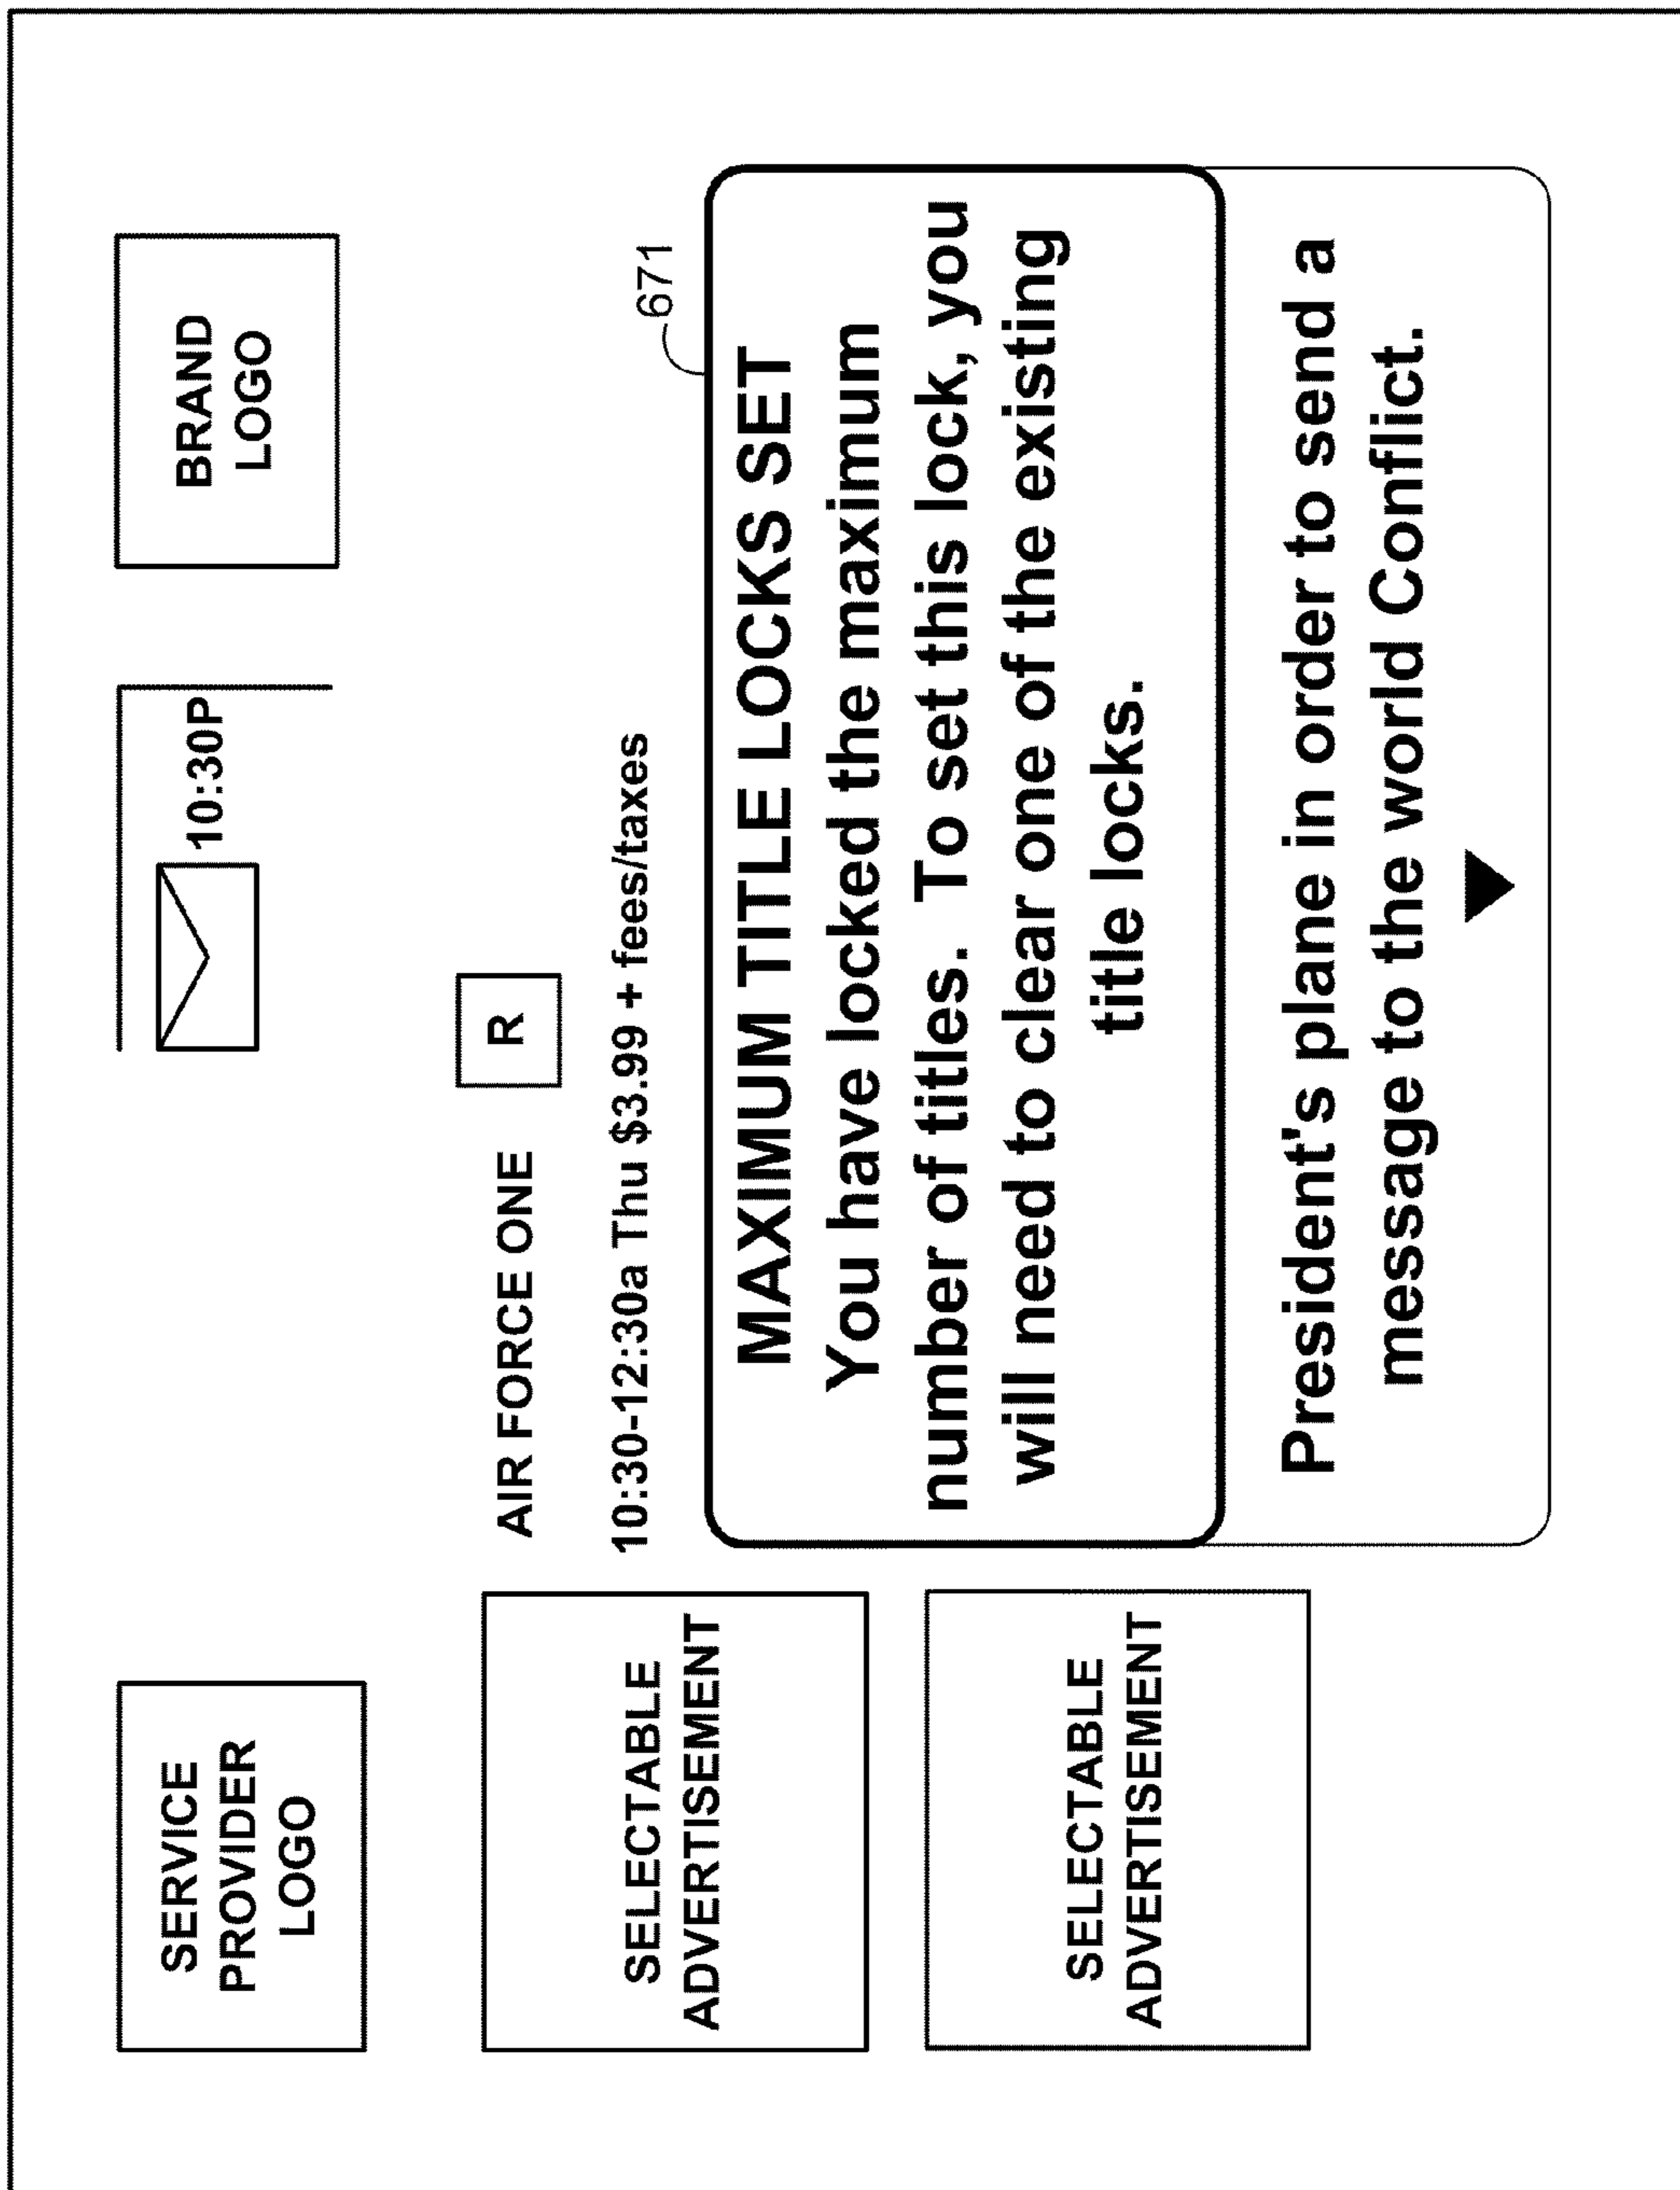 SERVICE
PROVIDER
LOGO
10:30P
BRAND
LOGO
AIR FORCE ONE R
10:30-12:30a Thu $3.99 + fees/taxes
671
SELECTABLE
ADVERTISEMENT
MAXIMUM TITLE LOCKS SET
You have locked the maximum
number of titles. To set this lock, you
will need to clear one of the existing
title locks.
SELECTABLE
ADVERTISEMENT
President's plane in order to send a
message to the world Conflict.